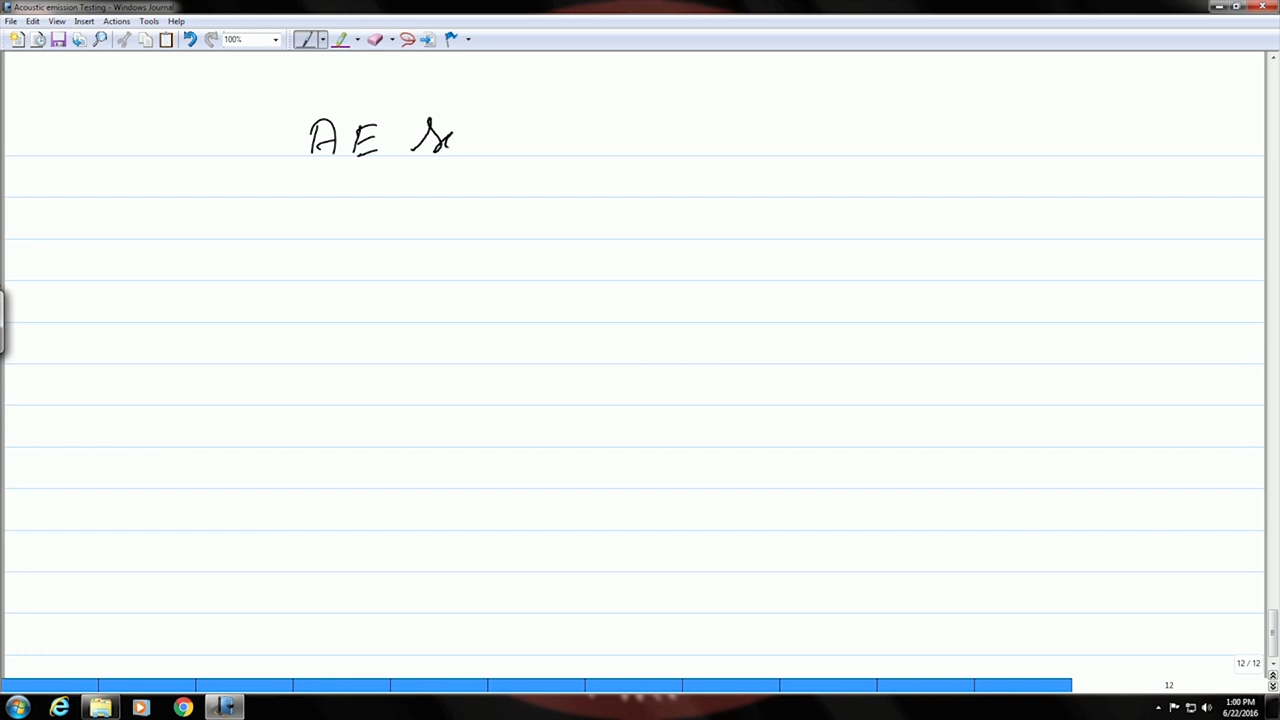 Acoustic emission Testing - Windows Journal
File Edit View Insert Actions Tools Help
100%
A E
12 / 12
12
1:00 PM
6/22/2016